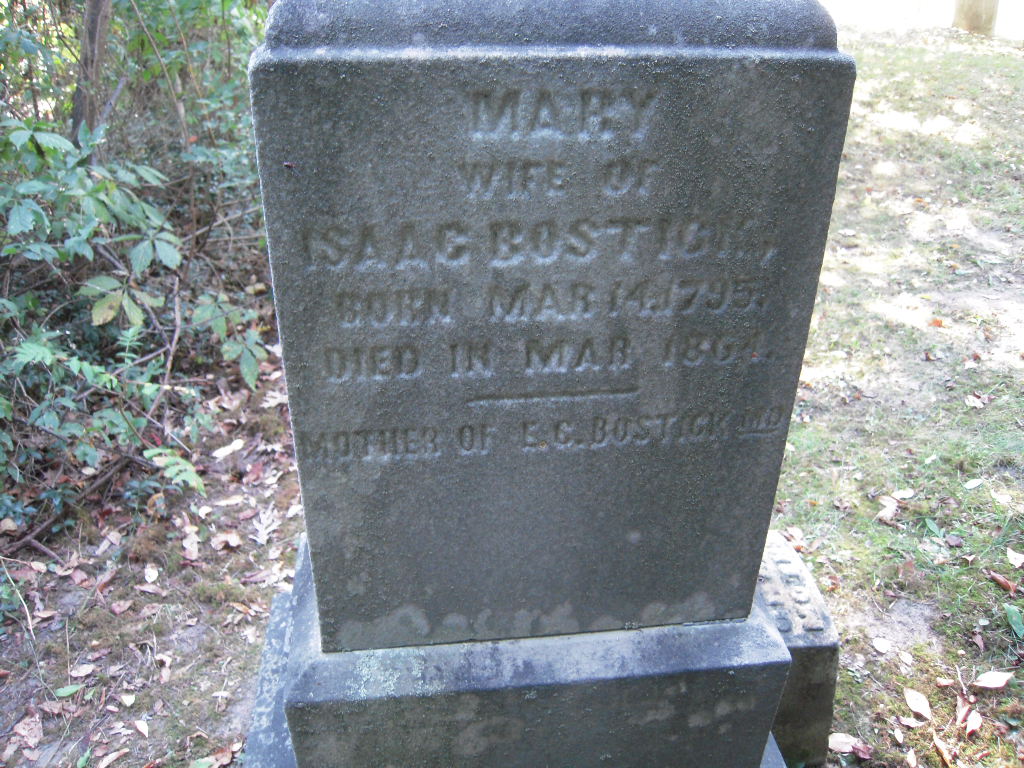 MARY
WIFE OF
ISAAC BOSTICK,
BORN MAR 14.1795.
DIED IN MAR. 1864.
MOTHER OF E.C. BOSTICK MD